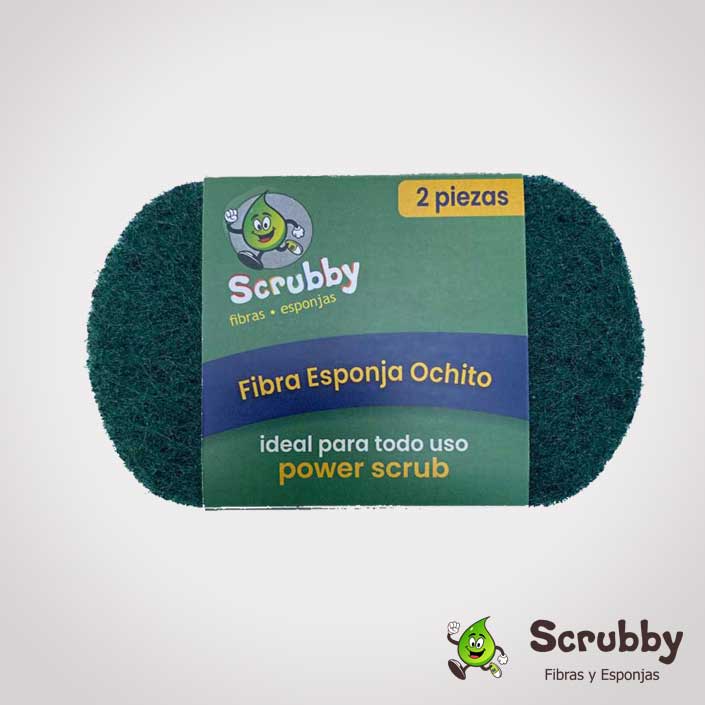 2 piezas
Scrubby
fibras • esponjas
Fibra Esponja Ochito
ideal para todo uso
power scrub
Scrubby
Fibras y Esponjas